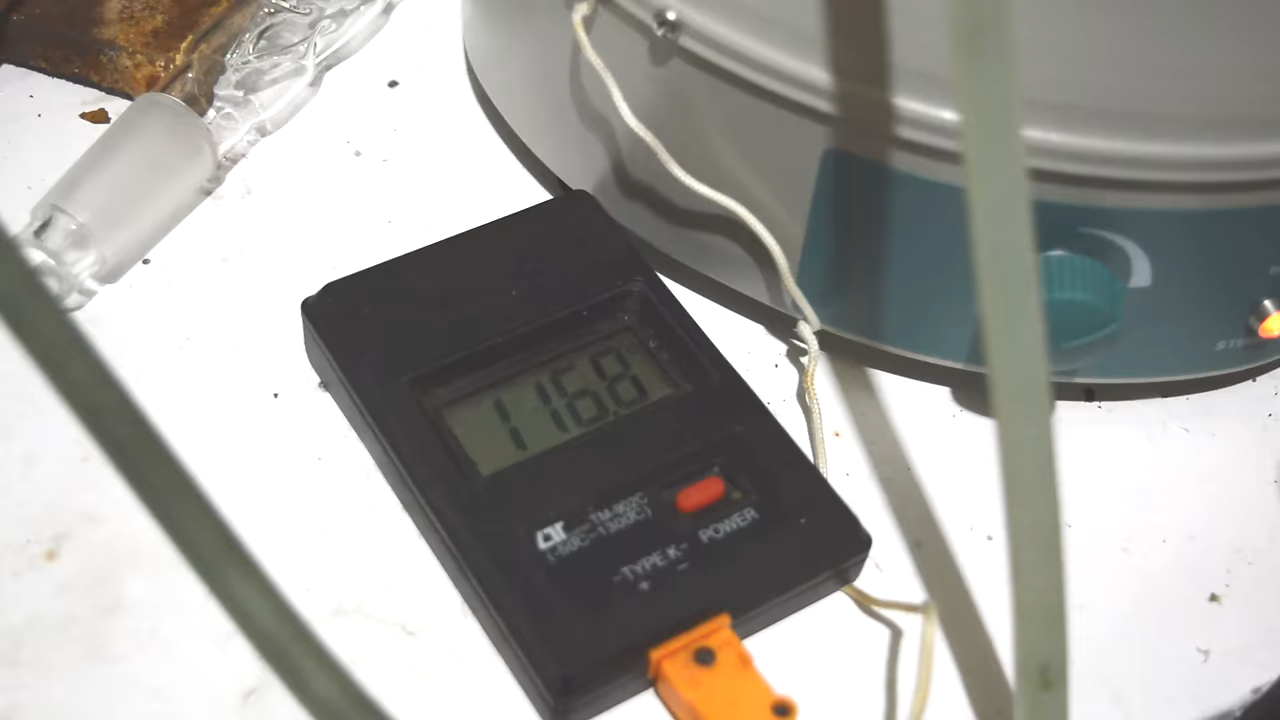 116.8
TM-902C
(-50C~1300C)
POWER
-TYPE K-
+ -